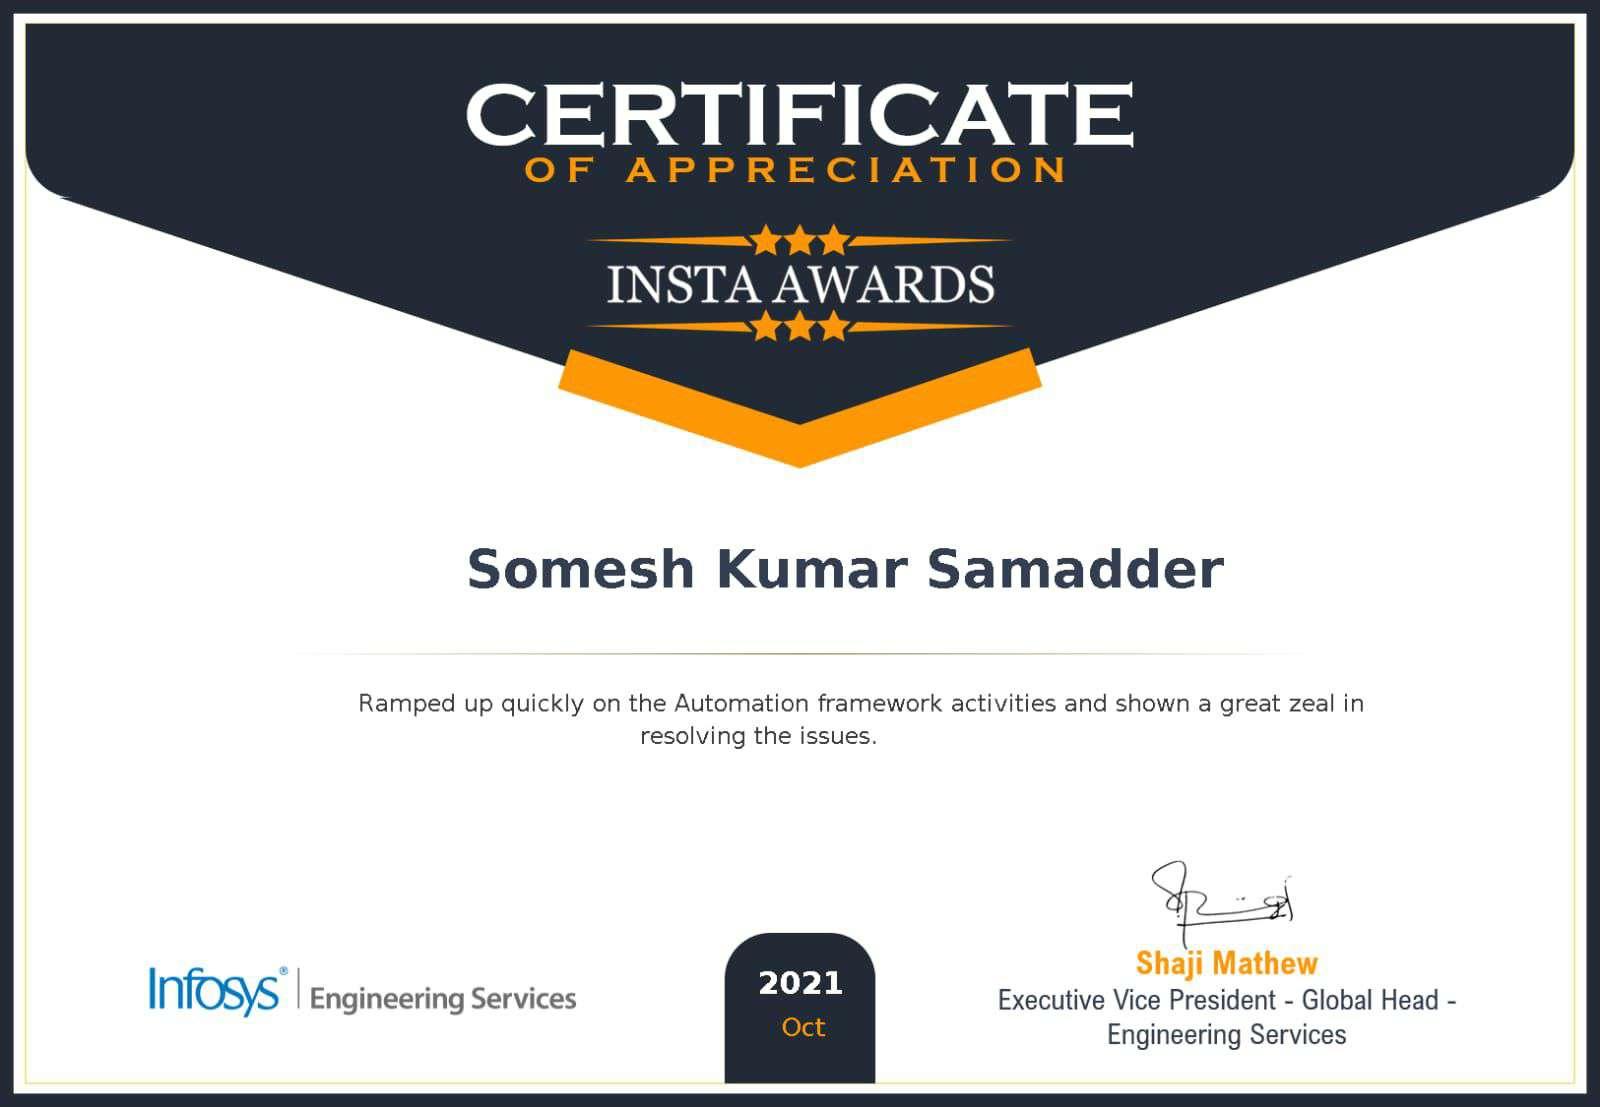 CERTIFICATE
OF APPRECIATION
INSTA AWARDS
Somesh Kumar Samadder
Ramped up quickly on the Automation framework activities and shown a great zeal in
resolving the issues.
Infosys® | Engineering Services
2021
Oct
Shaji Mathew
Executive Vice President - Global Head -
Engineering Services